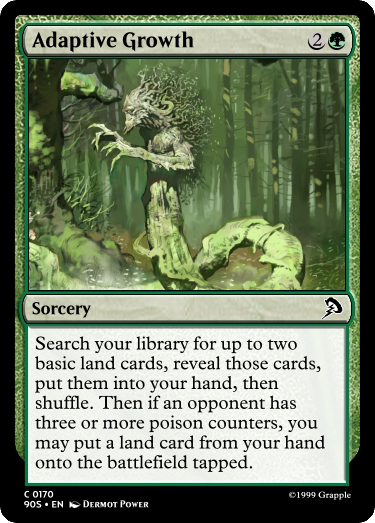 Adaptive Growth 2
Sorcery
Search your library for up to two
basic land cards, reveal those cards,
put them into your hand, then
shuffle. Then if an opponent has
three or more poison counters, you
may put a land card from your hand
onto the battlefield tapped.
C 0170
90S • EN Dermot Power
©1999 Grapple